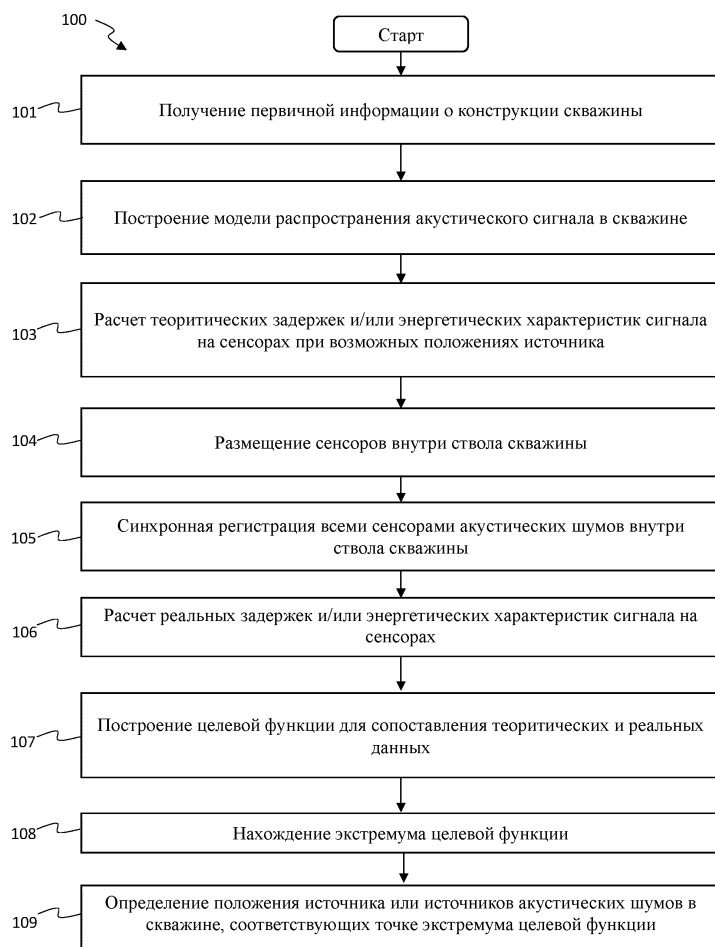 100
Старт
101
Получение первичной информации о конструкции скважины
102
Построение модели распространения акустического сигнала в скважине
103
Расчет теоритических задержек и/или энергетических характеристик сигнала
на сенсорах при возможных положениях источника
104
Размещение сенсоров внутри ствола скважины
105
Синхронная регистрация всеми сенсорами акустических шумов внутри
ствола скважины
106
Расчет реальных задержек и/или энергетических характеристик сигнала на
сенсорах
107
Построение целевой функции для сопоставления теоритических и реальных
данных
108
Нахождение экстремума целевой функции
109
Определение положения источника или источников акустических шумов в
скважине, соответствующих точке экстремума целевой функции